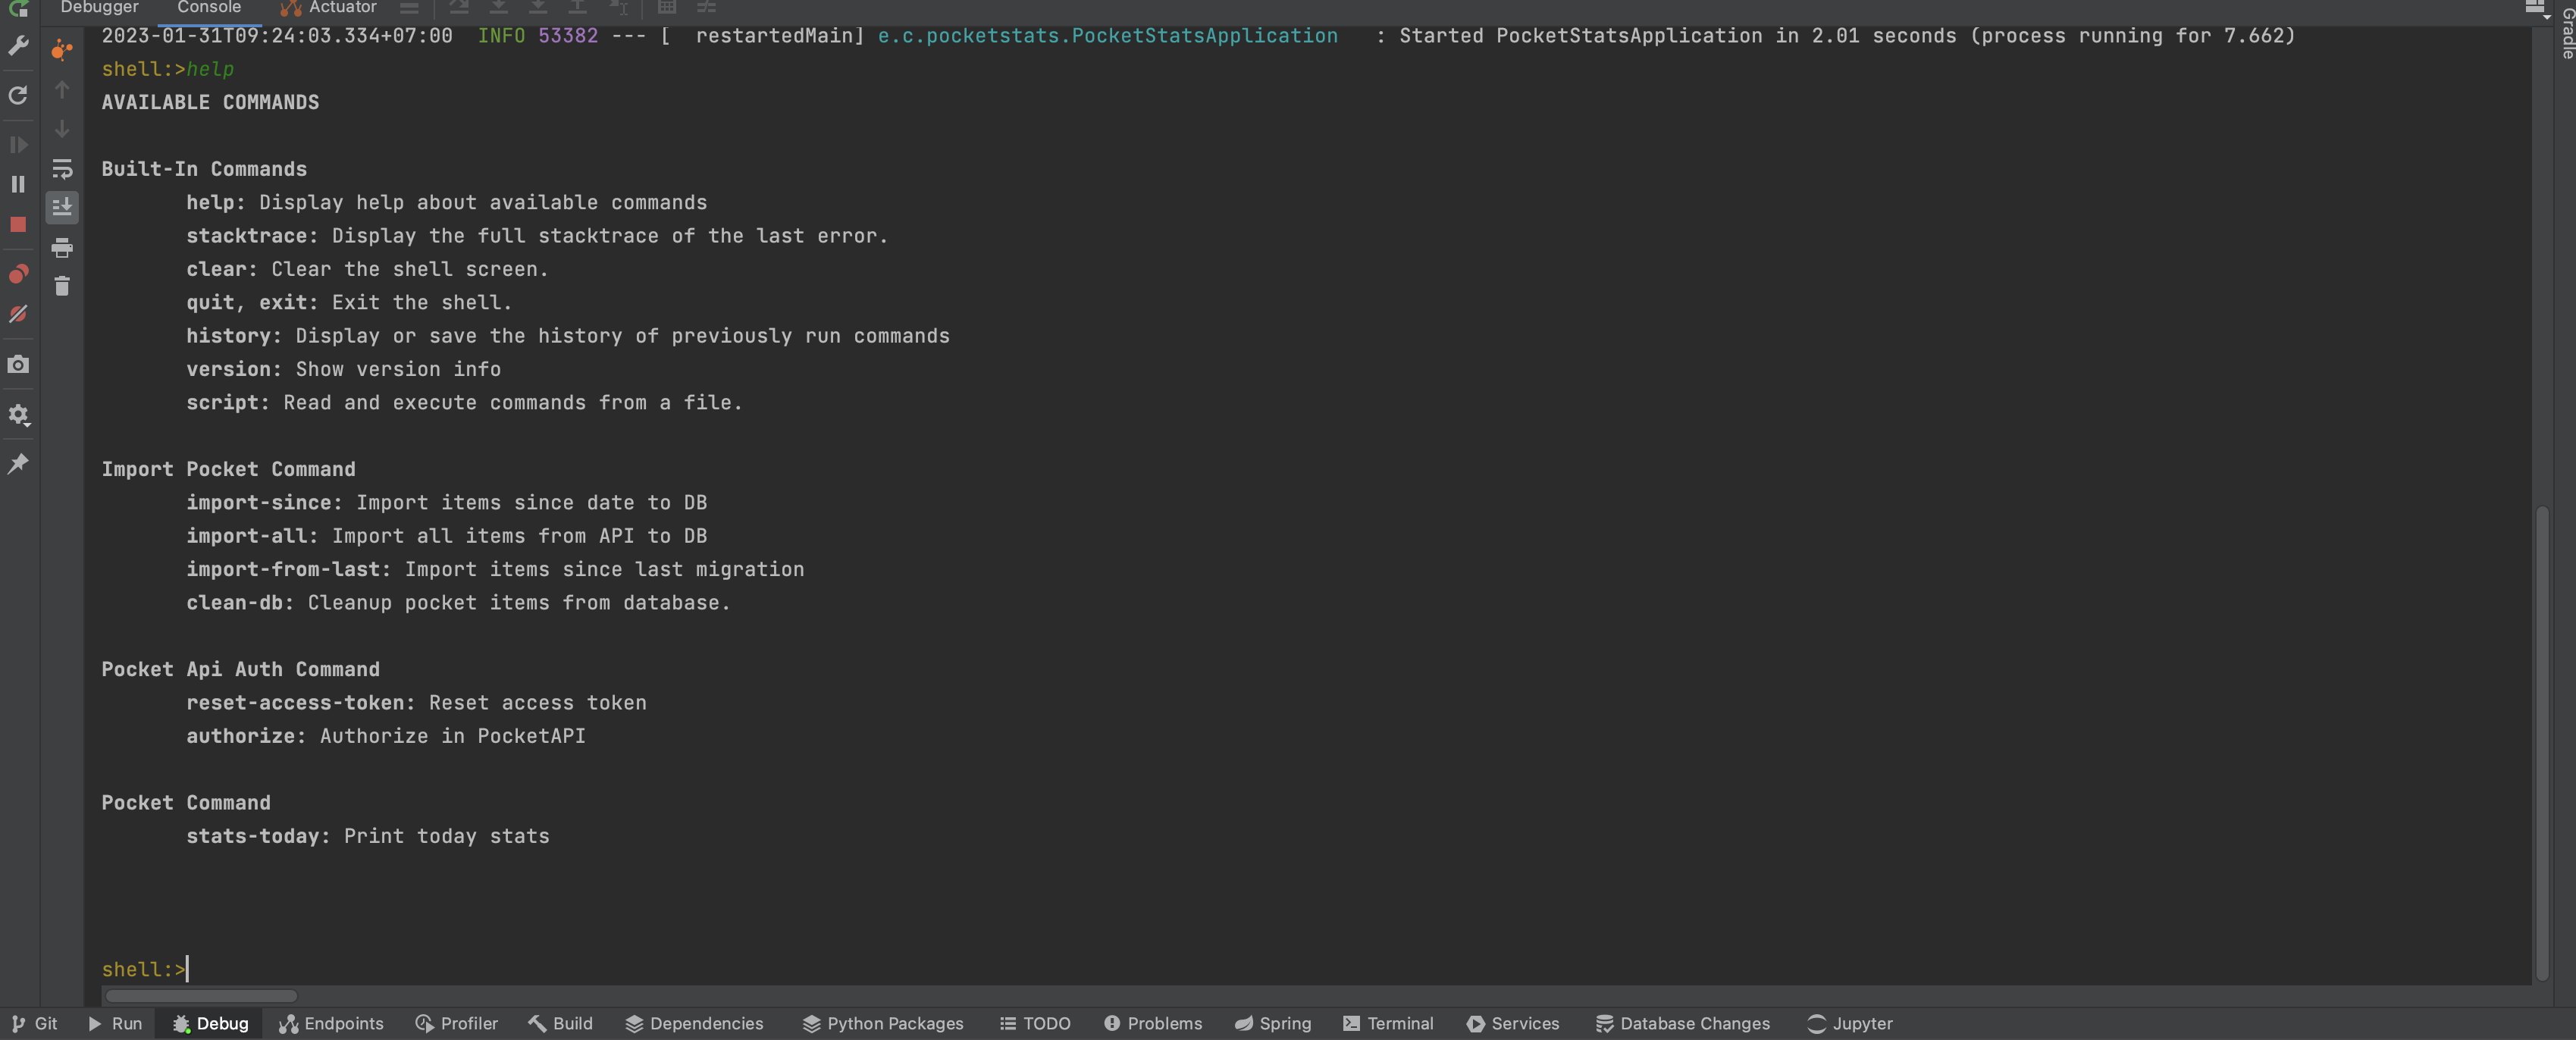 Debugger Console Actuator
Gradle
2023-01-31T09:24:03.334+07:00  INFO 53382 --- [  restartedMain] e.c.pocketstats.PocketStatsApplication   : Started PocketStatsApplication in 2.01 seconds (process running for 7.662)
shell:>help
AVAILABLE COMMANDS
Built-In Commands
help: Display help about available commands
stacktrace: Display the full stacktrace of the last error.
clear: Clear the shell screen.
quit, exit: Exit the shell.
history: Display or save the history of previously run commands
version: Show version info
script: Read and execute commands from a file.
Import Pocket Command
import-since: Import items since date to DB
import-all: Import all items from API to DB
import-from-last: Import items since last migration
clean-db: Cleanup pocket items from database.
Pocket Api Auth Command
reset-access-token: Reset access token
authorize: Authorize in PocketAPI
Pocket Command
stats-today: Print today stats
shell:>
Git Run Debug Endpoints Profiler Build Dependencies Python Packages TODO Problems Spring Terminal Services Database Changes Jupyter